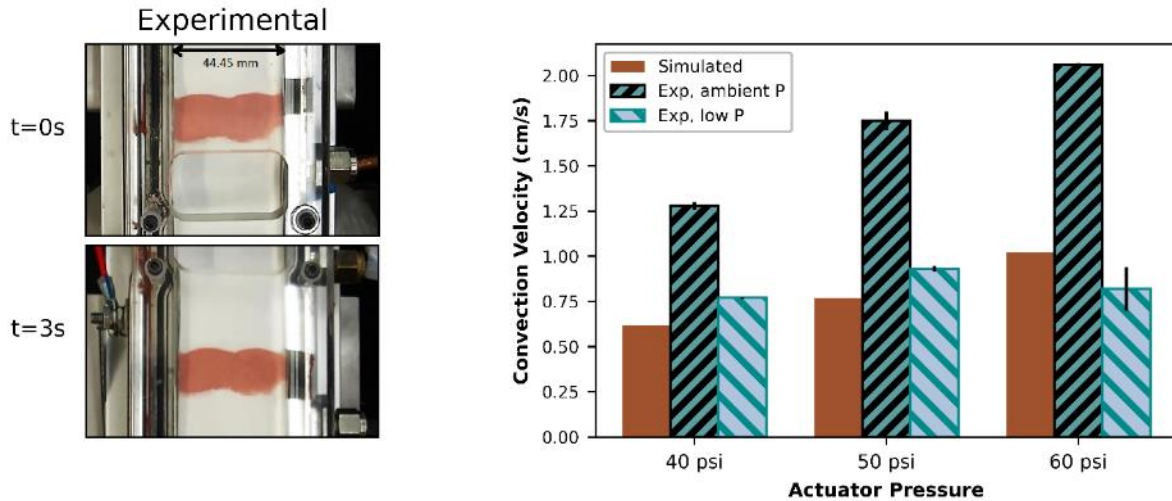 Experimental
44.45 mm
t=0s
t=3s
Simulated
Exp, ambient P
Exp, low P
Convection Velocity (cm/s)
2.00
1.75
1.50
1.25
1.00
0.75
0.50
0.25
0.00
40 psi
50 psi
60 psi
Actuator Pressure